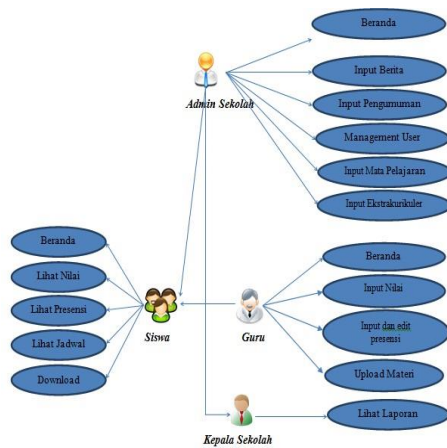 Beranda
Input Berita
Input Pengumuman
Management User
Input Mata Pelajaran
Input Ekstrakurikuler
Admin Sekolah
Beranda
Lihat Nilai
Lihat Presensi
Lihat Jadwal
Download
Siswa
Guru
Beranda
Input Nilai
Input dan edit
presensi
Upload Materi
Lihat Laporan
Kepala Sekolah